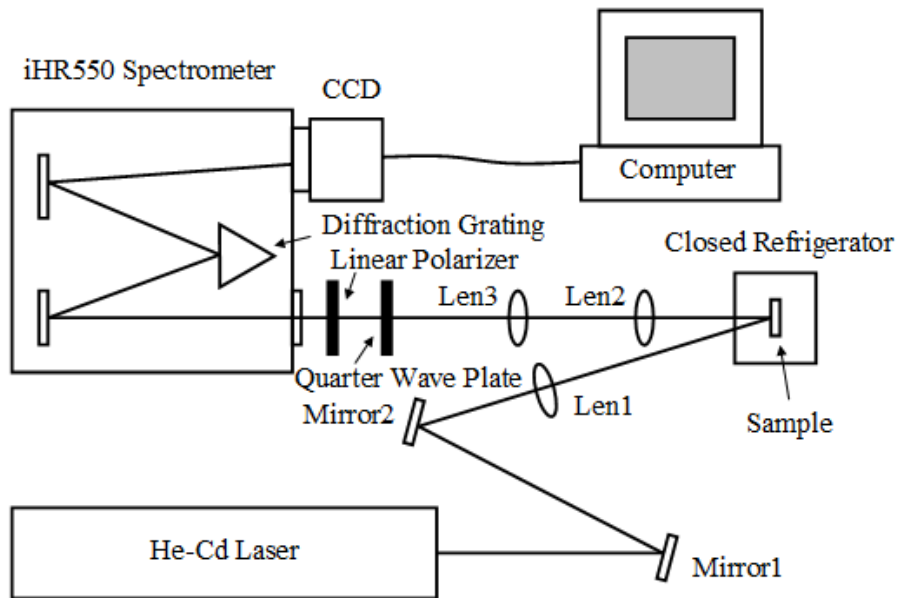 iHR550 Spectrometer
CCD
Computer
Diffraction Grating
Linear Polarizer
Closed Refrigerator
Len3
Len2
Quarter Wave Plate
Mirror2
Len1
Sample
He-Cd Laser
Mirror1